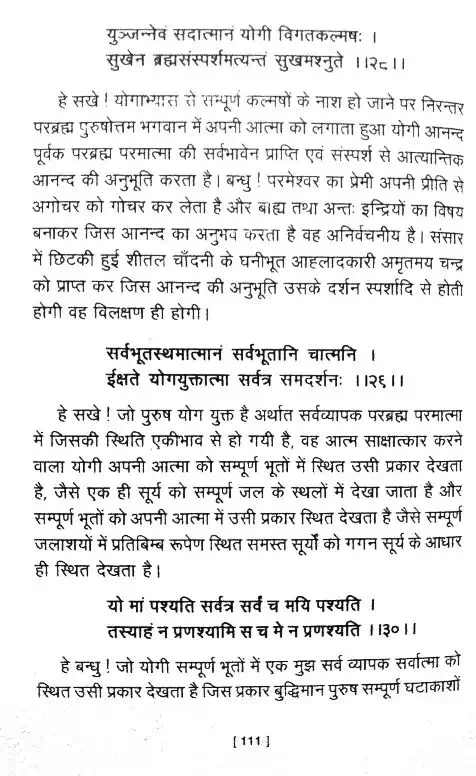 युञ्जन्नेवं सदात्मानं योगी विगतकल्मषः ।
सुखेन ब्रह्मसंस्पर्शमत्यन्तं सुखमश्नुते ।।२८।।
हे सखे ! योगाभ्यास से सम्पूर्ण कल्मषों के नाश हो जाने पर निरन्तर
परब्रह्म पुरुषोत्तम भगवान में अपनी आत्मा को लगाता हुआ योगी आनन्द
पूर्वक परब्रह्म परमात्मा की सर्वभावेन प्राप्ति एवं संस्पर्श से आत्यान्तिक
आनन्द की अनुभूति करता है। बन्धु ! परमेश्वर का प्रेमी अपनी प्रीति से
अगोचर को गोचर कर लेता है और बाह्य तथा अन्तः इन्द्रियों का विषय
बनाकर जिस आनन्द का अनुभव करता है वह अनिर्वचनीय है। संसार
में छिटकी हुई शीतल चाँदनी के घनीभूत आह्लादकारी अमृतमय चन्द्र
को प्राप्त कर जिस आनन्द की अनुभूति उसके दर्शन स्पर्शादि से होती
होगी वह विलक्षण ही होगी।
सर्वभूतस्थमात्मानं सर्वभूतानि चात्मनि ।
ईक्षते योगयुक्तात्मा सर्वत्र समदर्शनः ।।२९।।
हे सखे ! जो पुरुष योग युक्त है अर्थात सर्वव्यापक परब्रह्म परमात्मा
में जिसकी स्थिति एकीभाव से हो गयी है, वह आत्म साक्षात्कार करने
वाला योगी अपनी आत्मा को सम्पूर्ण भूतों में स्थित उसी प्रकार देखता
है, जैसे एक ही सूर्य को सम्पूर्ण जल के स्थलों में देखा जाता है और
सम्पूर्ण भूतों को अपनी आत्मा में उसी प्रकार स्थित देखता है जैसे सम्पूर्ण
जलाशयों में प्रतिबिम्ब रूपेण स्थित समस्त सूर्यों को गगन सूर्य के आधार
ही स्थित देखता है।
यो मां पश्यति सर्वत्र सर्वं च मयि पश्यति ।
तस्याहं न प्रणश्यामि स च मे न प्रणश्यति ।।३०।।
हे बन्धु ! जो योगी सम्पूर्ण भूतों में एक मुझ सर्व व्यापक सर्वात्मा को
स्थित उसी प्रकार देखता है जिस प्रकार बुद्धिमान पुरुष सम्पूर्ण घटाकाशों
[ 111 ]